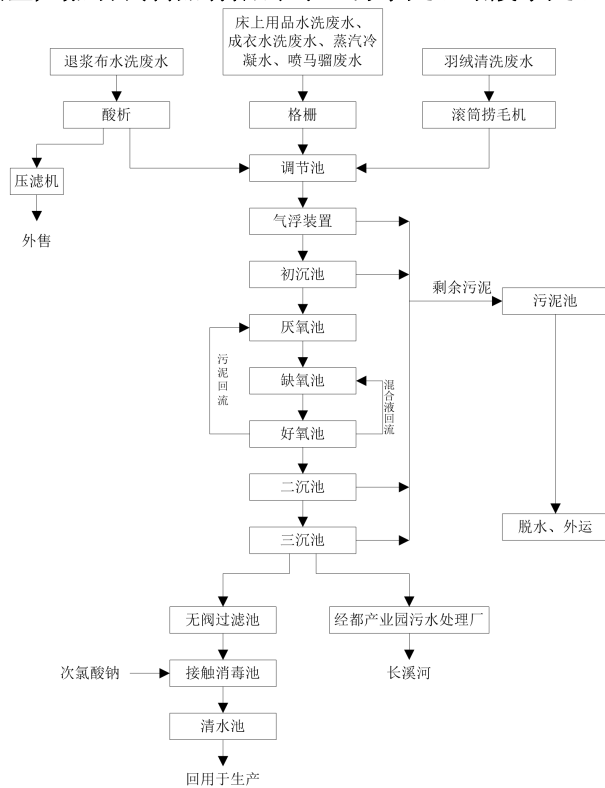 床上用品水洗废水、
成衣水洗废水、蒸汽冷
凝水、喷马骝废水
退浆布水洗废水
羽绒清洗废水
酸析
格栅
滚筒捞毛机
压滤机
调节池
外售
气浮装置
初沉池
剩余污泥
污泥池
厌氧池
污泥回流
缺氧池
混合液回流
好氧池
二沉池
三沉池
脱水、外运
无阀过滤池
经都产业园污水处理厂
次氯酸钠
接触消毒池
长溪河
清水池
回用于生产